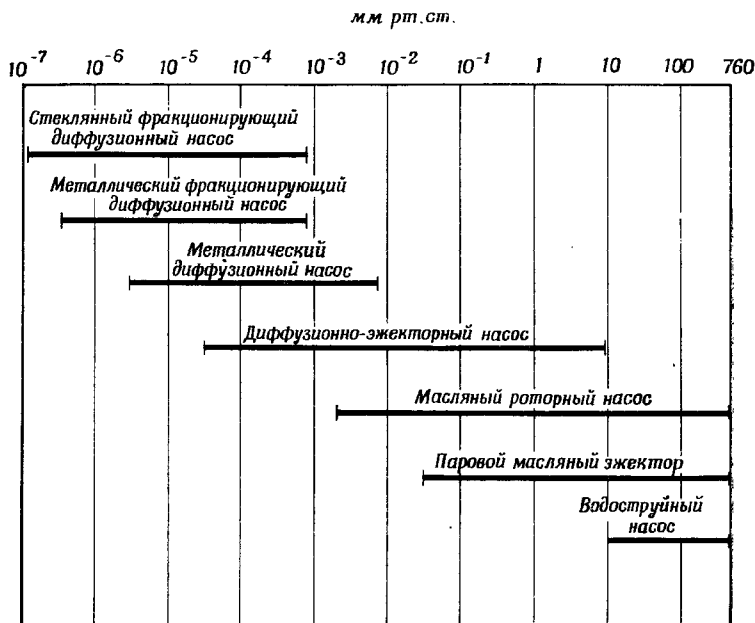 мм рт.ст.
10⁻⁷ 10⁻⁶ 10⁻⁵ 10⁻⁴ 10⁻³ 10⁻² 10⁻¹ 1 10 100 760
Стеклянный фракционирующий
диффузионный насос
Металлический фракционирующий
диффузионный насос
Металлический
диффузионный насос
Диффузионно-эжекторный насос
Масляный роторный насос
Паровой масляный эжектор
Водоструйный
насос